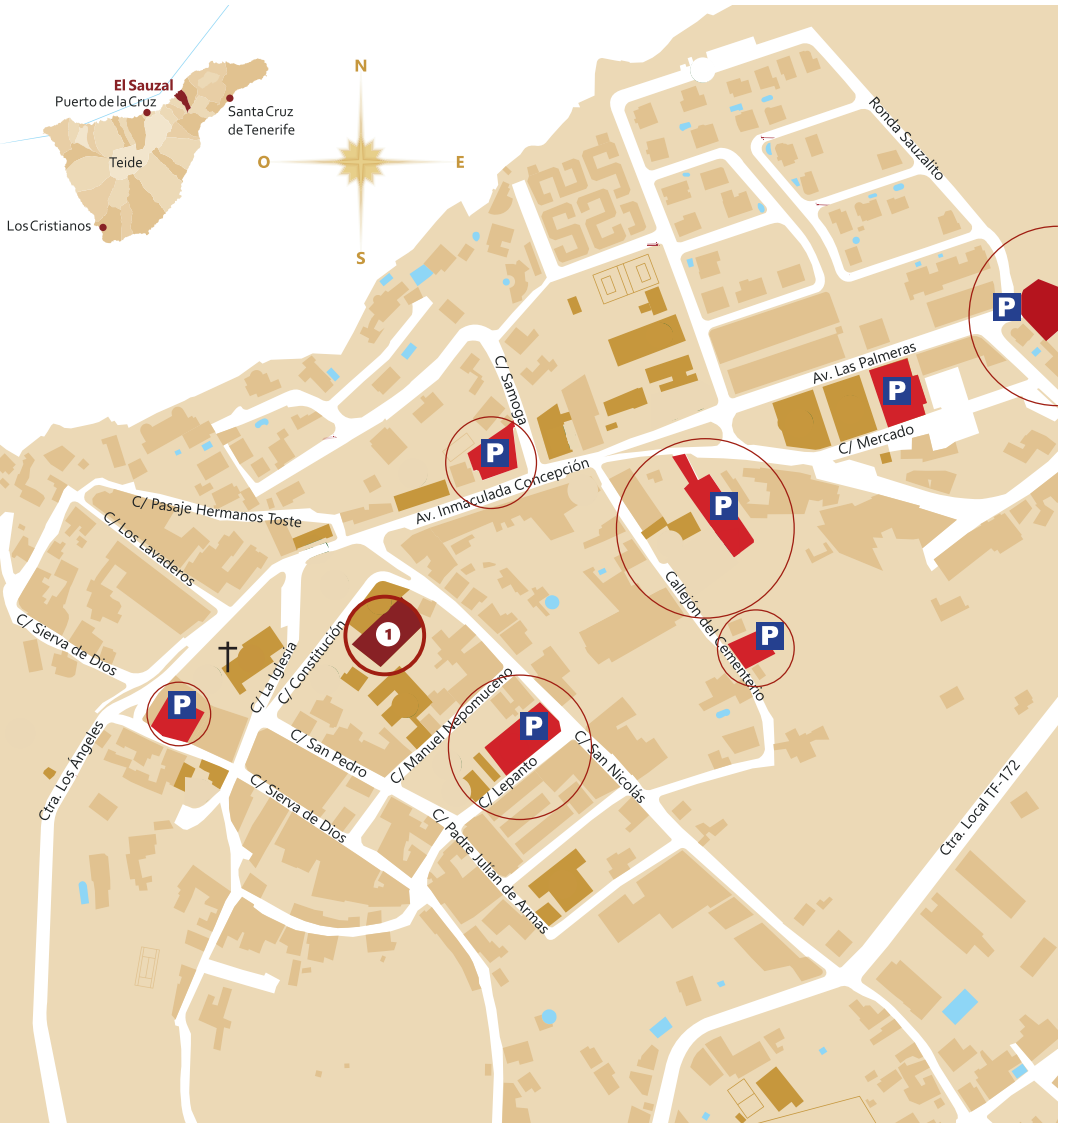 N
El Sauzal
Puerto de la Cruz
Santa Cruz
de Tenerife
Ronda Sauzalito
O
E
Teide
Los Cristianos
S
P
C/ Samoga
Av. Las Palmeras
P
C/ Mercado
P
Av. Inmaculada Concepción
P
C/ Pasaje Hermanos Toste
C/ Los Lavaderos
Callejón del Cementerio
C/ Sierva de Dios
1
P
C/ La Iglesia
C/ Constitución
P
C/ Manuel Nepomuceno
P
C/ San Pedro
C/ San Nicolás
Ctra. Los Ángeles
C/ Lepanto
C/ Sierva de Dios
Ctra. Local TF-172
C/ Padre Julián de Armas